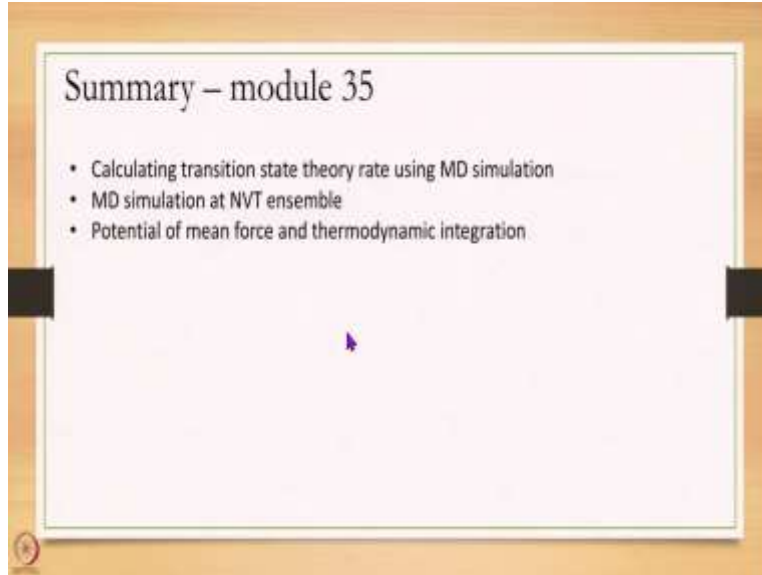 Summary – module 35
• Calculating transition state theory rate using MD simulation
• MD simulation at NVT ensemble
• Potential of mean force and thermodynamic integration